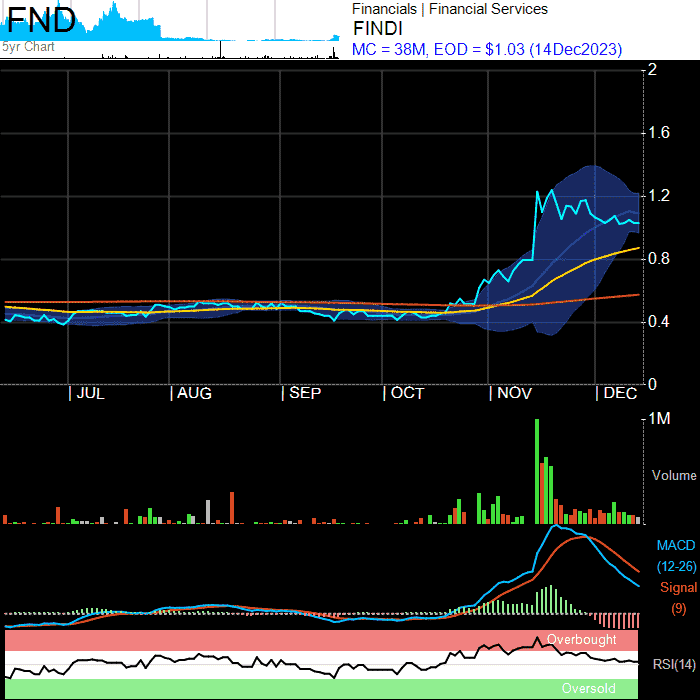 FND
5yr Chart
Financials | Financial Services
FINDI
MC = 38M, EOD = $1.03 (14Dec2023)
2
1.6
1.2
0.8
0.4
0
JUL
AUG
SEP
OCT
NOV
DEC
1M
Volume
MACD
(12-26)
Signal
(9)
Overbought
RSI(14)
Oversold